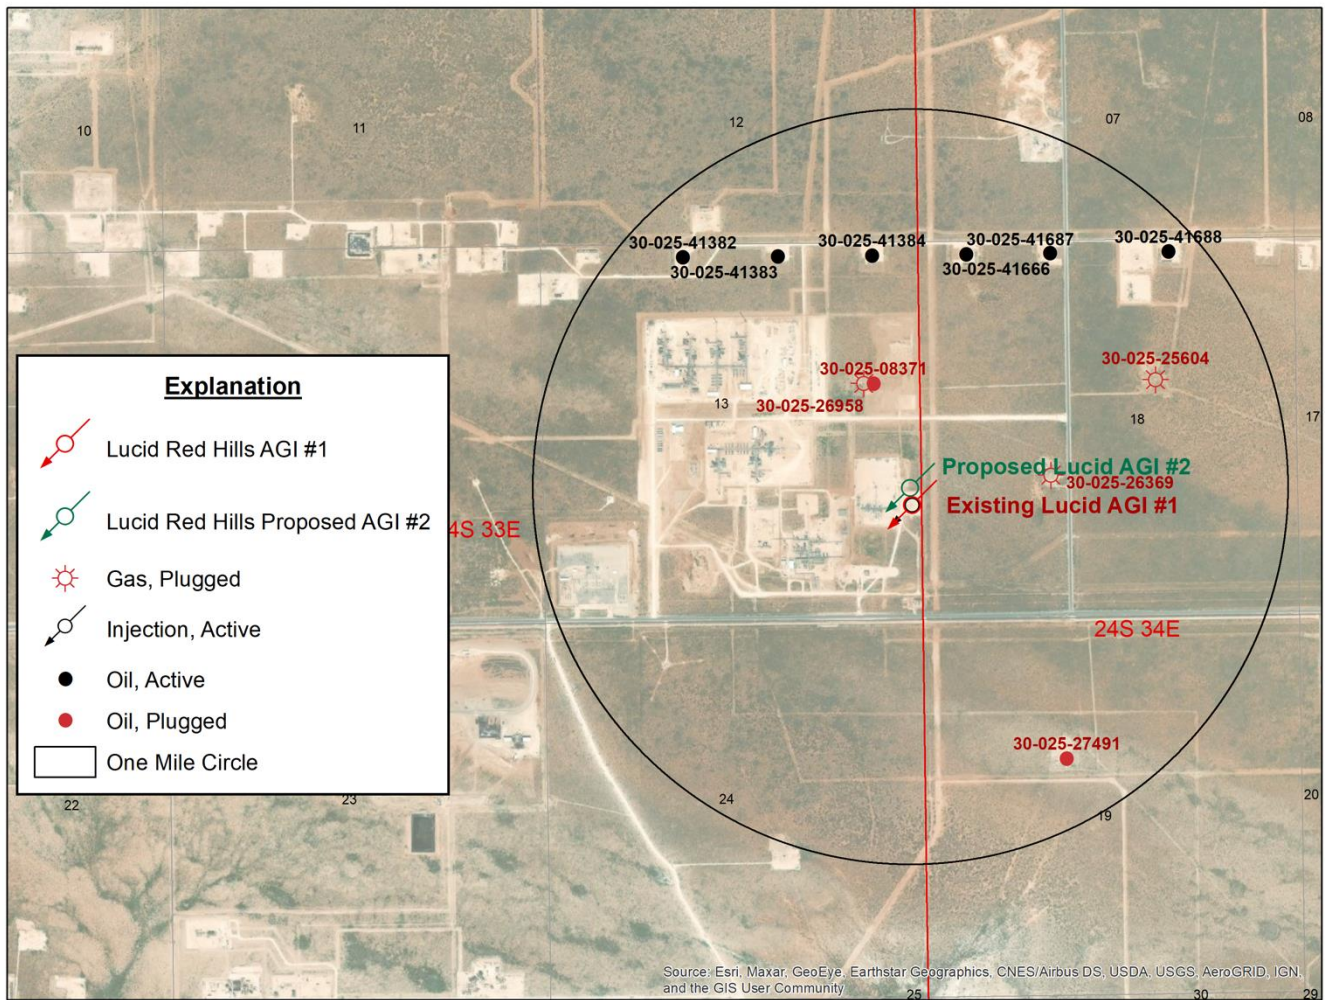 10
11
12
07
08
30-025-41382
30-025-41383
30-025-41384
30-025-41687
30-025-41666
30-025-41688
30-025-08371
30-025-26958
30-025-25604
13
18
17
Proposed Lucid AGI #2
30-025-26369
Existing Lucid AGI #1
4S 33E
24S 34E
30-025-27491
Explanation
Lucid Red Hills AGI #1
Lucid Red Hills Proposed AGI #2
Gas, Plugged
Injection, Active
Oil, Active
Oil, Plugged
One Mile Circle
22
23
24
19
20
Source: Esri, Maxar, GeoEye, Earthstar Geographics, CNES/Airbus DS, USDA, USGS, AeroGRID, IGN,
and the GIS User Community
25
30
29